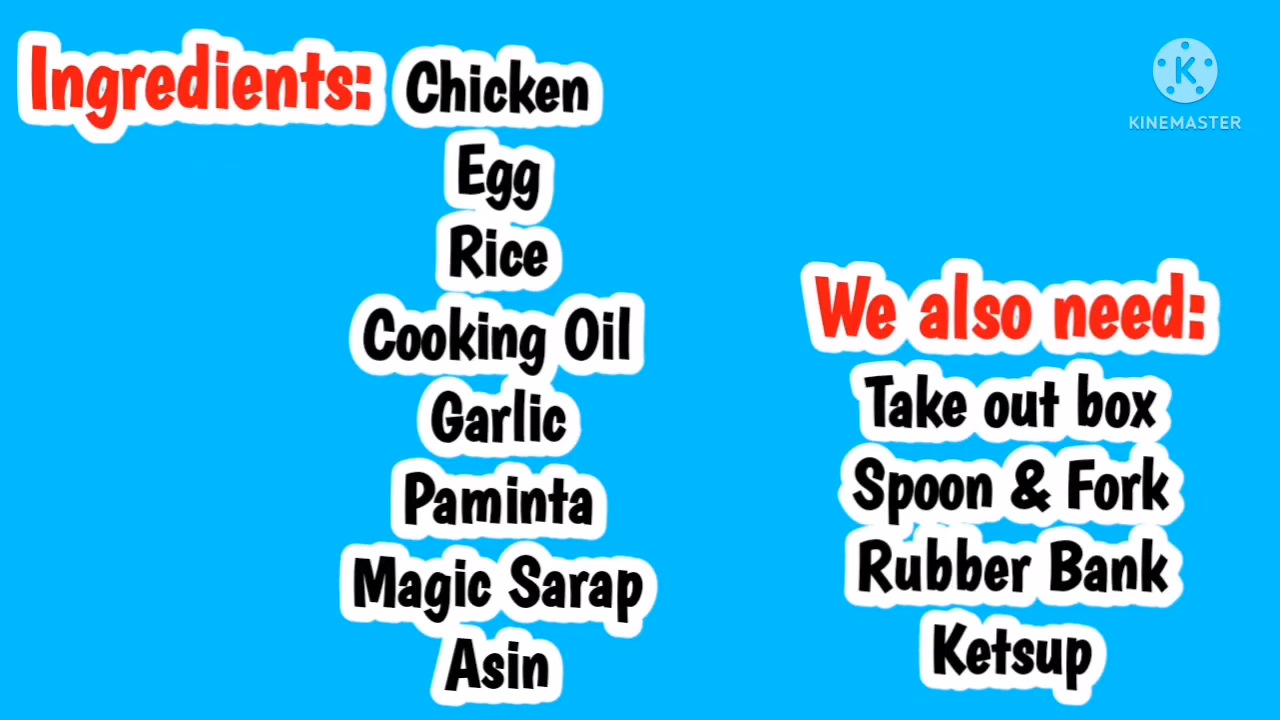 Ingredients: Chicken
Egg
Rice
Cooking Oil
Garlic
Paminta
Magic Sarap
Asin
We also need:
Take out box
Spoon & Fork
Rubber Bank
Ketsup
K
KINEMASTER